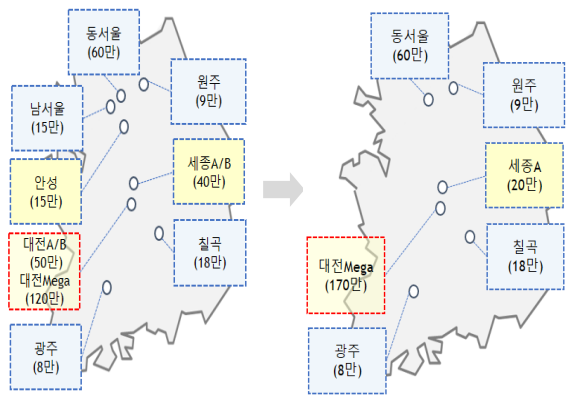 동서울
(60만)
원주
(9만)
남서울
(15만)
안성
(15만)
세종A/B
(40만)
대전A/B
(50만)
대전Mega
(120만)
칠곡
(18만)
광주
(8만)
동서울
(60만)
원주
(9만)
세종A
(20만)
대전Mega
(170만)
칠곡
(18만)
광주
(8만)